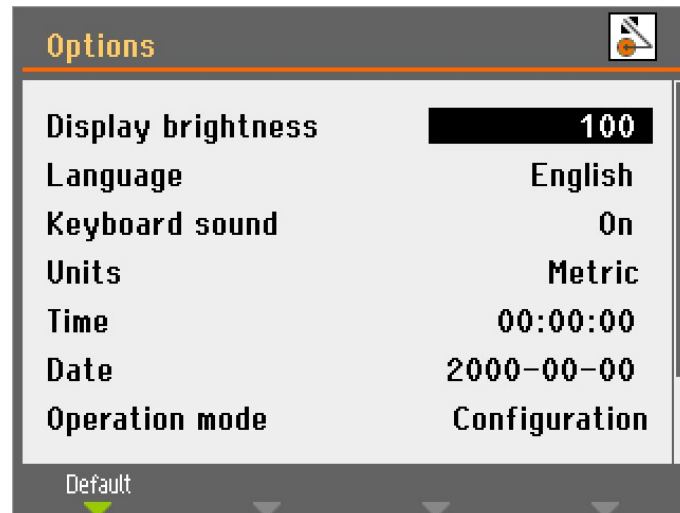 Options
Display brightness 100
Language English
Keyboard sound On
Units Metric
Time 00:00:00
Date 2000-00-00
Operation mode Configuration
Default